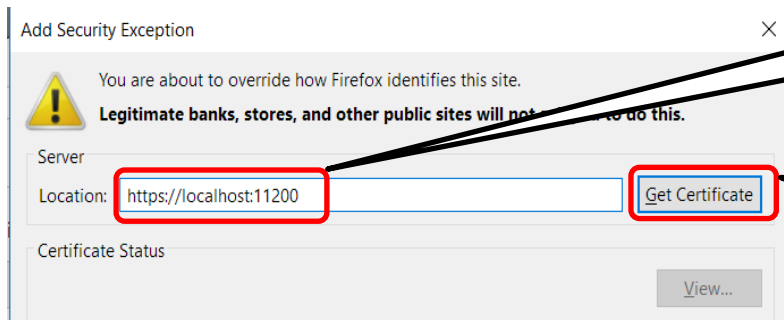 Add Security Exception
You are about to override how Firefox identifies this site.
Legitimate banks, stores, and other public sites will not to do this.
Server
Location: https://localhost:11200 Get Certificate
Certificate Status
View...